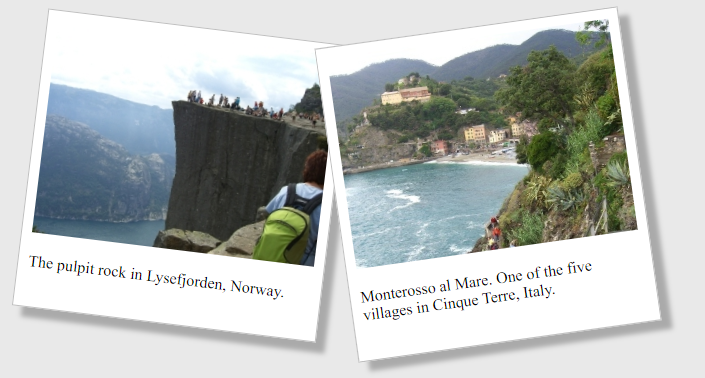 The pulpit rock in Lysefjorden, Norway.
Monterosso al Mare. One of the five
villages in Cinque Terre, Italy.